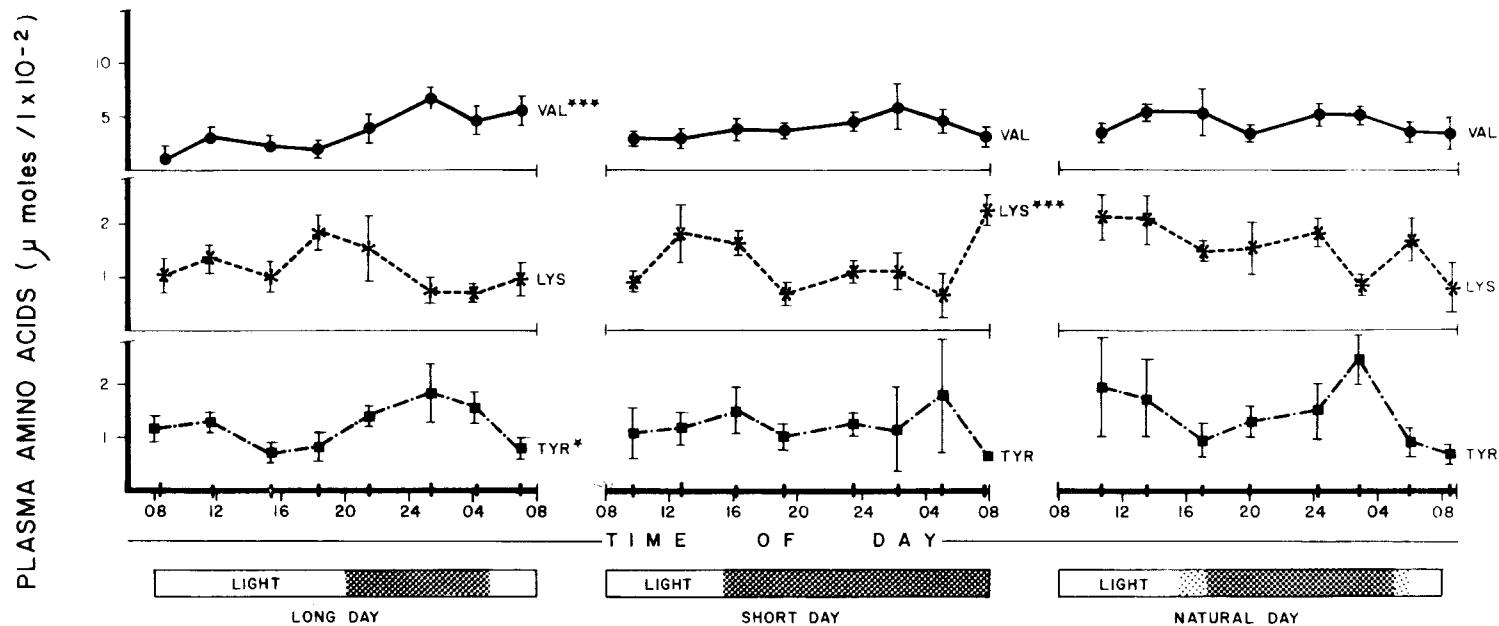 PLASMA AMINO ACIDS (μ moles / l x 10⁻²)
10
5
VAL***
VAL
VAL
2
1
LYS
LYS***
LYS
2
1
TYR*
TYR
TYR
08 12 16 20 24 04 08
08 12 16 20 24 04 08
08 12 16 20 24 04 08
TIME OF DAY
LIGHT
LIGHT
LIGHT
LONG DAY
SHORT DAY
NATURAL DAY